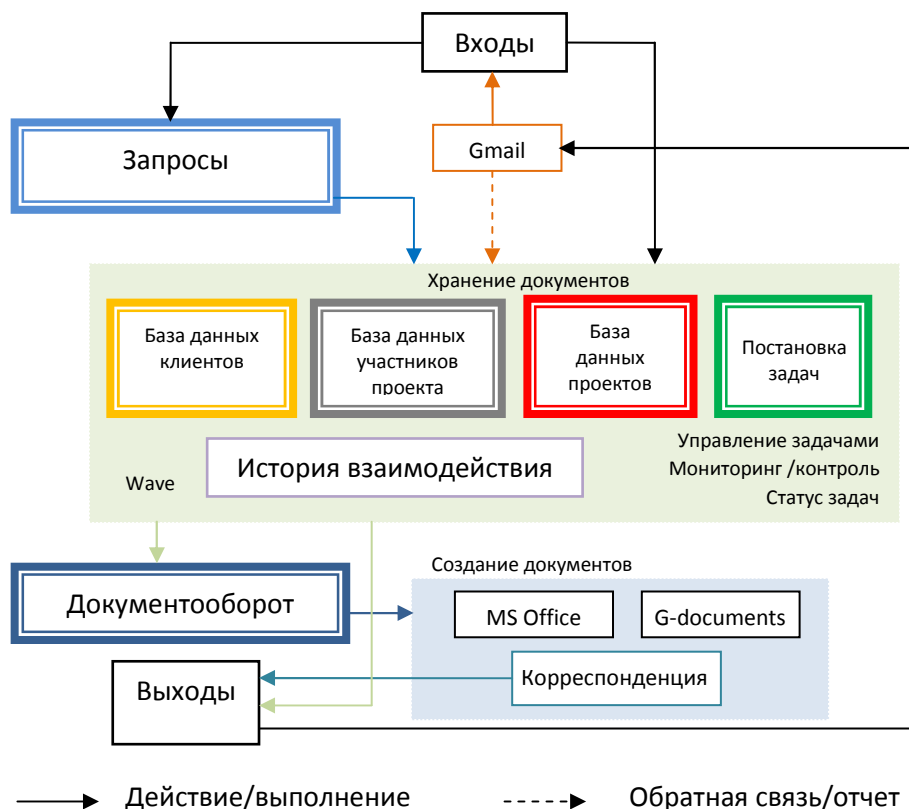 Входы
Gmail
Запросы
Хранение документов
База данных
клиентов
База данных
участников
проекта
База
данных
проектов
Постановка
задач
Управление задачами
Мониторинг /контроль
Статус задач
История взаимодействия
Wave
Создание документов
Документооборот
MS Office
G-documents
Корреспонденция
Выходы
Действие/выполнение
Обратная связь/отчет